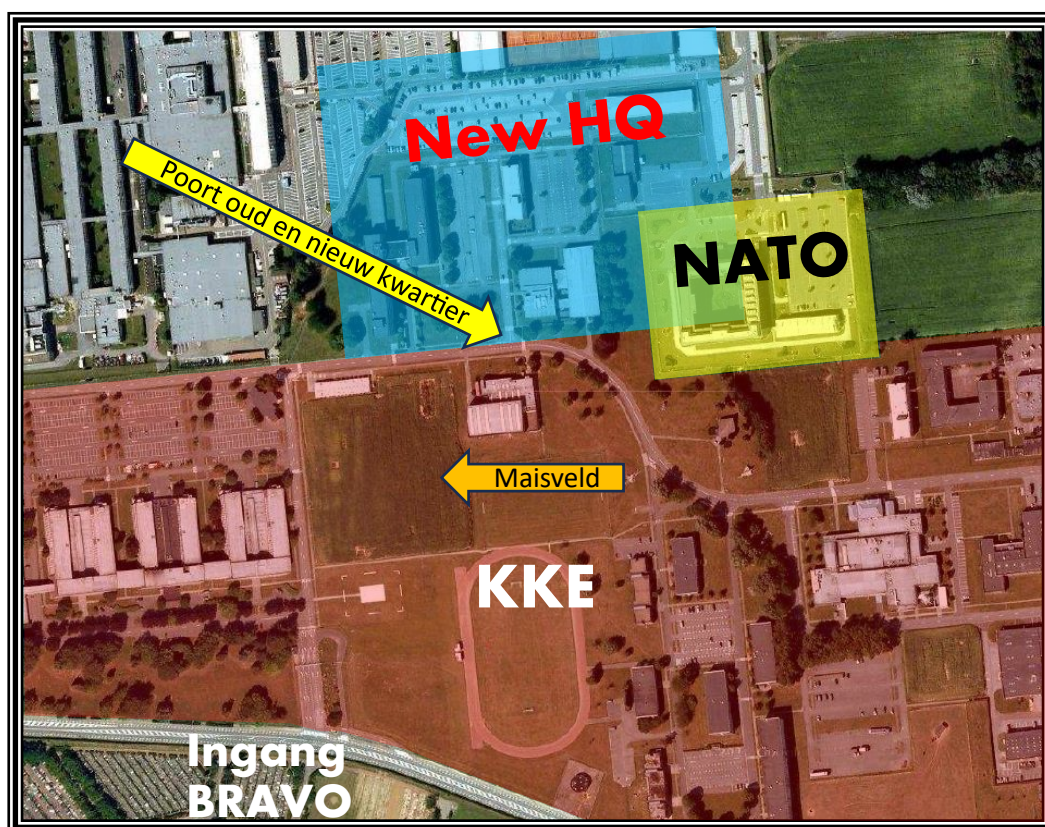 New HQ
Poort oud en nieuw kwartier
NATO
Maisveld
KKE
Ingang
BRAVO